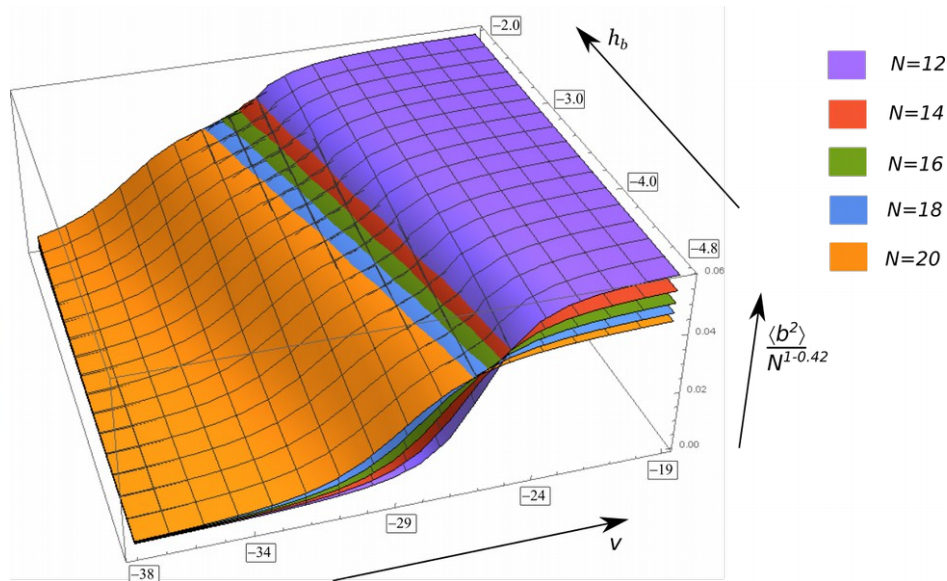 −2.0
h_b
−3.0
−4.0
−4.8
0.06
0.04
0.02
0.00
−19
−24
−29
−34
−38
v
⟨b²⟩
N^{1-0.42}
N=12
N=14
N=16
N=18
N=20